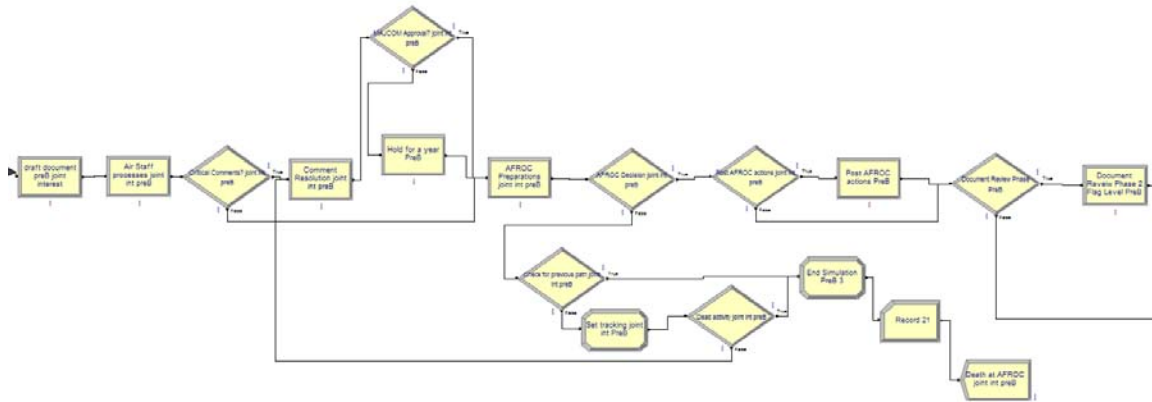 MAJCOM Approval? joint int
preB
True
False
Hold for a year
PreB
draft document
preB joint
interest
Air Staff
processes joint
int preB
Critical Comments? joint int
preB
True
False
Comment
Resolution joint
int preB
AFROC
Preparations
joint int preB
AFROC Decision joint int
preB
True
False
Post AFROC actions joint int
preB
True
False
Post AFROC
actions PreB
Document Review Phase
PreB
True
False
Document
Review Phase 2
Flag Level PreB
Check for previous pam joint
int preB
True
False
Set tracking joint
int PreB
Dead activity joint int preB
True
False
End Simulation
PreB 3
Record 21
Death at AFROC
joint int preB